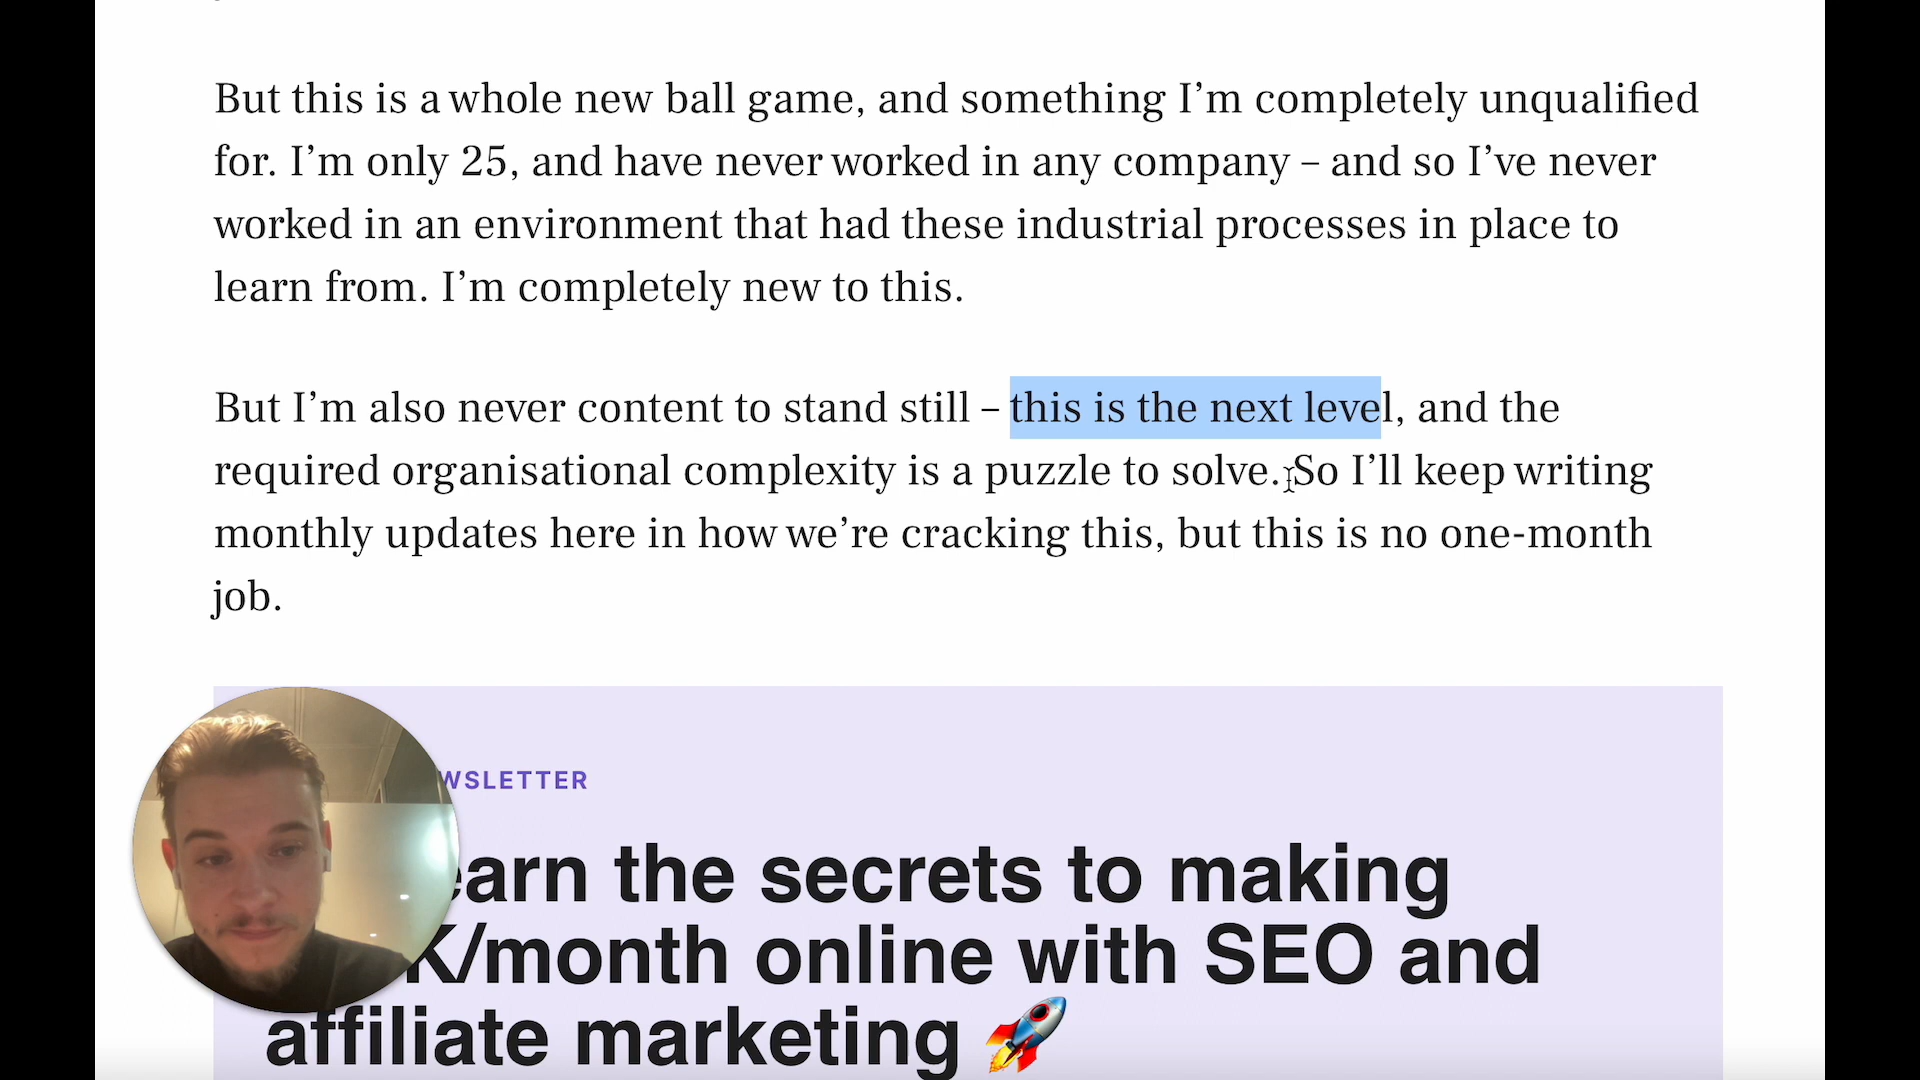 But this is a whole new ball game, and something I’m completely unqualified
for. I’m only 25, and have never worked in any company – and so I’ve never
worked in an environment that had these industrial processes in place to
learn from. I’m completely new to this.
But I’m also never content to stand still – this is the next level, and the
required organisational complexity is a puzzle to solve. So I’ll keep writing
monthly updates here in how we’re cracking this, but this is no one-month
job.
WSLETTER
earn the secrets to making
K/month online with SEO and
affiliate marketing 🚀